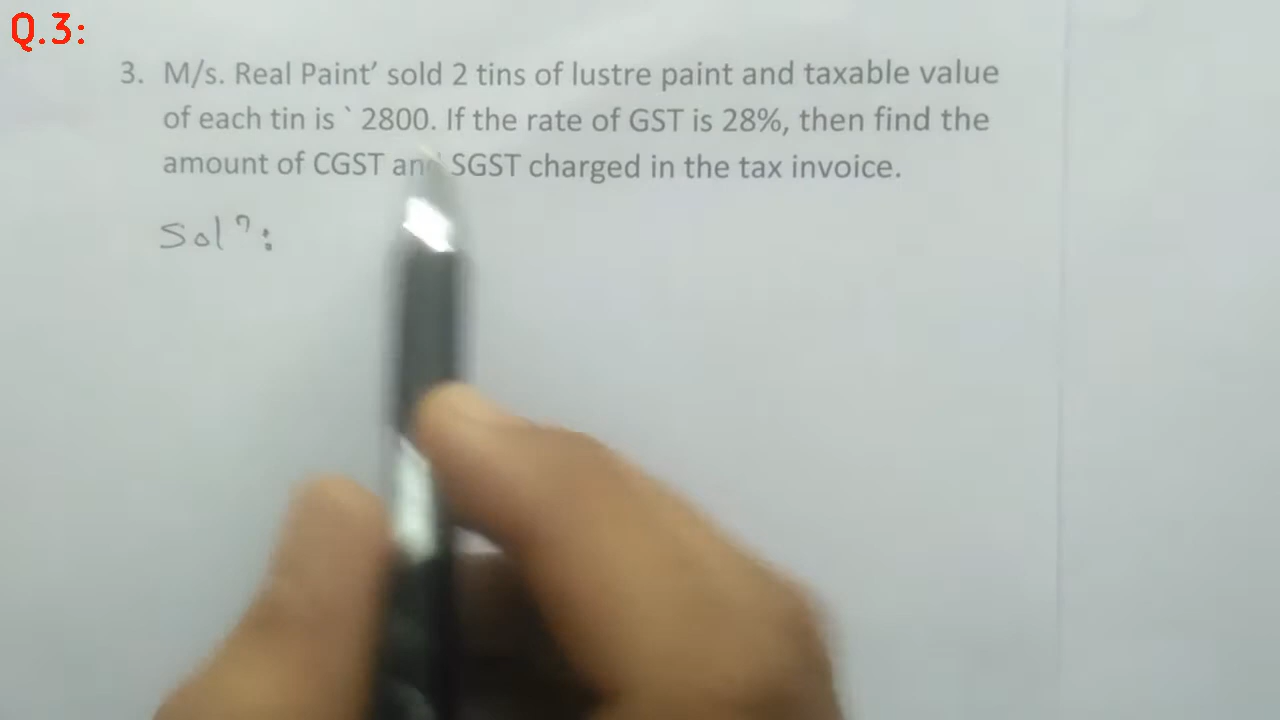 Q.3:
3. M/s. Real Paint’ sold 2 tins of lustre paint and taxable value
of each tin is ` 2800. If the rate of GST is 28%, then find the
amount of CGST and SGST charged in the tax invoice.
Solⁿ: